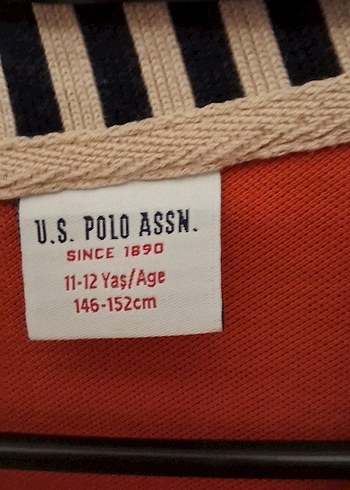 U.S. POLO ASSN.
SINCE 1890
11-12 Yaş/Age
146-152cm